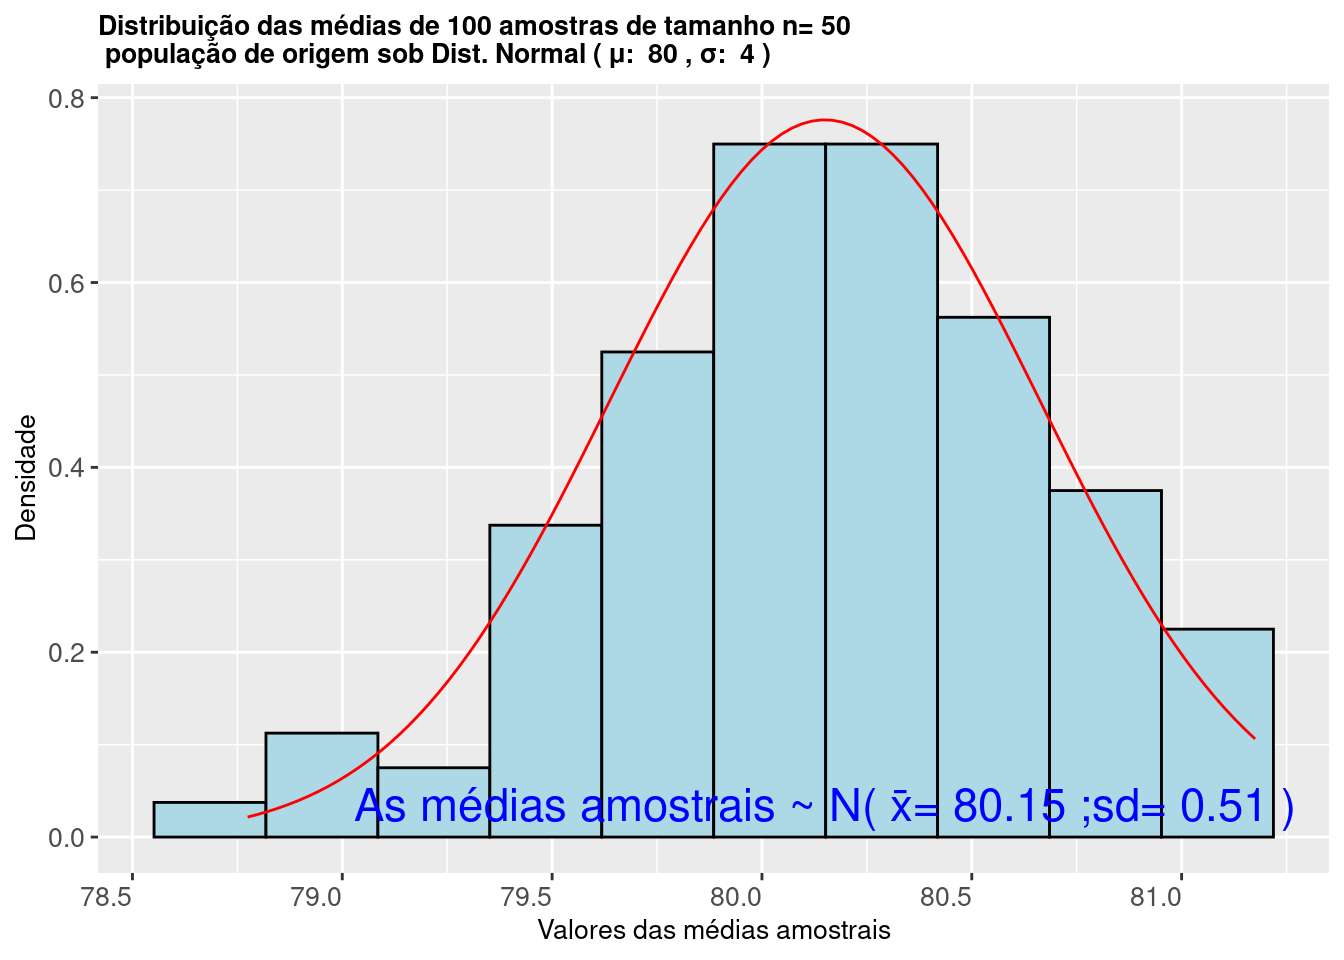 Distribuição das médias de 100 amostras de tamanho n= 50
população de origem sob Dist. Normal ( μ:  80 , σ:  4 )
0.8
0.6
0.4
0.2
0.0
Densidade
As médias amostrais ~ N( x̄= 80.15 ;sd= 0.51 )
78.5 79.0 79.5 80.0 80.5 81.0
Valores das médias amostrais